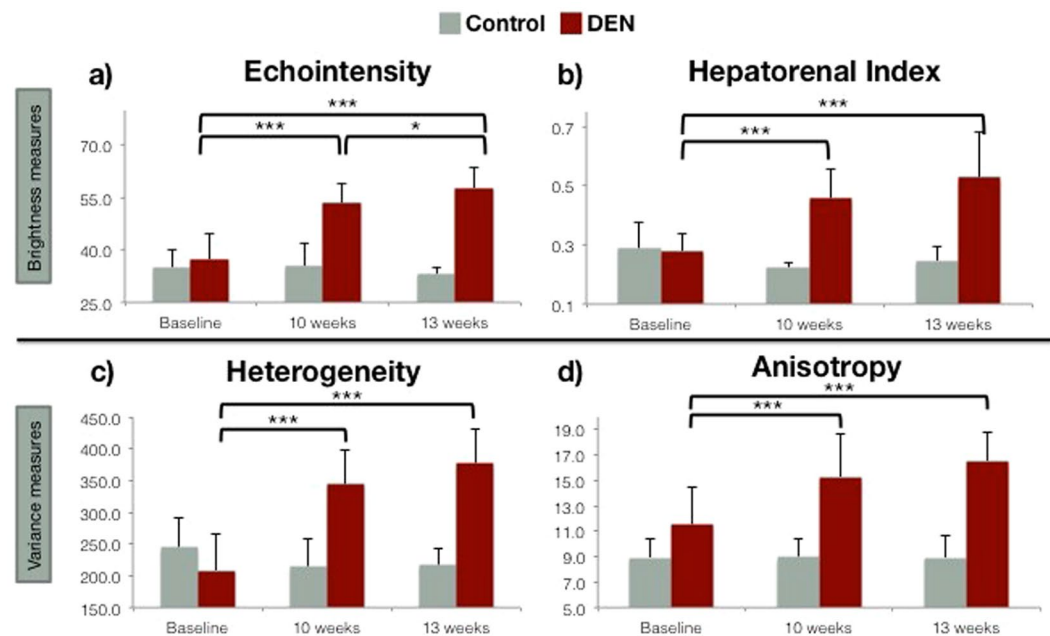 Control DEN
a) Echointensity
b) Hepatorenal Index
Brightness measures
***
***
*
70.0
55.0
40.0
25.0
Baseline
10 weeks
13 weeks
***
***
0.7
0.5
0.3
0.1
Baseline
10 weeks
13 weeks
c) Heterogeneity
d) Anisotropy
Variance measures
***
***
450.0
400.0
350.0
300.0
250.0
200.0
150.0
Baseline
10 weeks
13 weeks
***
***
19.0
17.0
15.0
13.0
11.0
9.0
7.0
5.0
Baseline
10 weeks
13 weeks